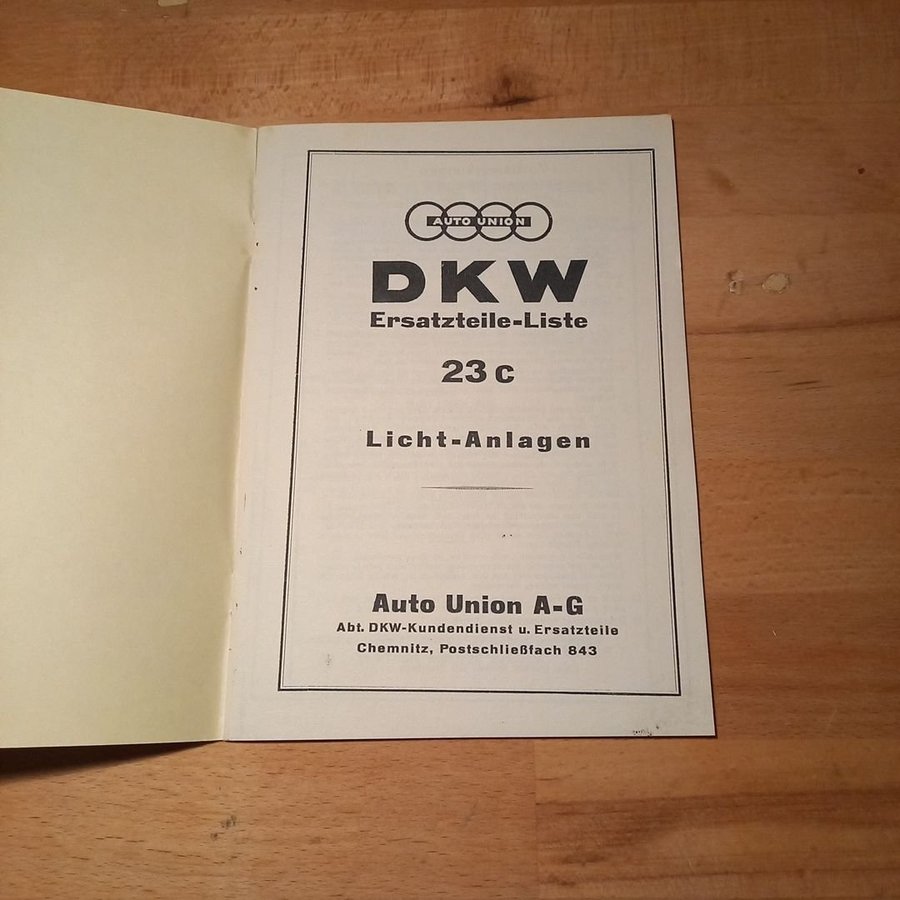 AUTO UNION
DKW
Ersatzteile-Liste
23 c
Licht-Anlagen
Auto Union A-G
Abt. DKW-Kundendienst u. Ersatzteile
Chemnitz, Postschließfach 843